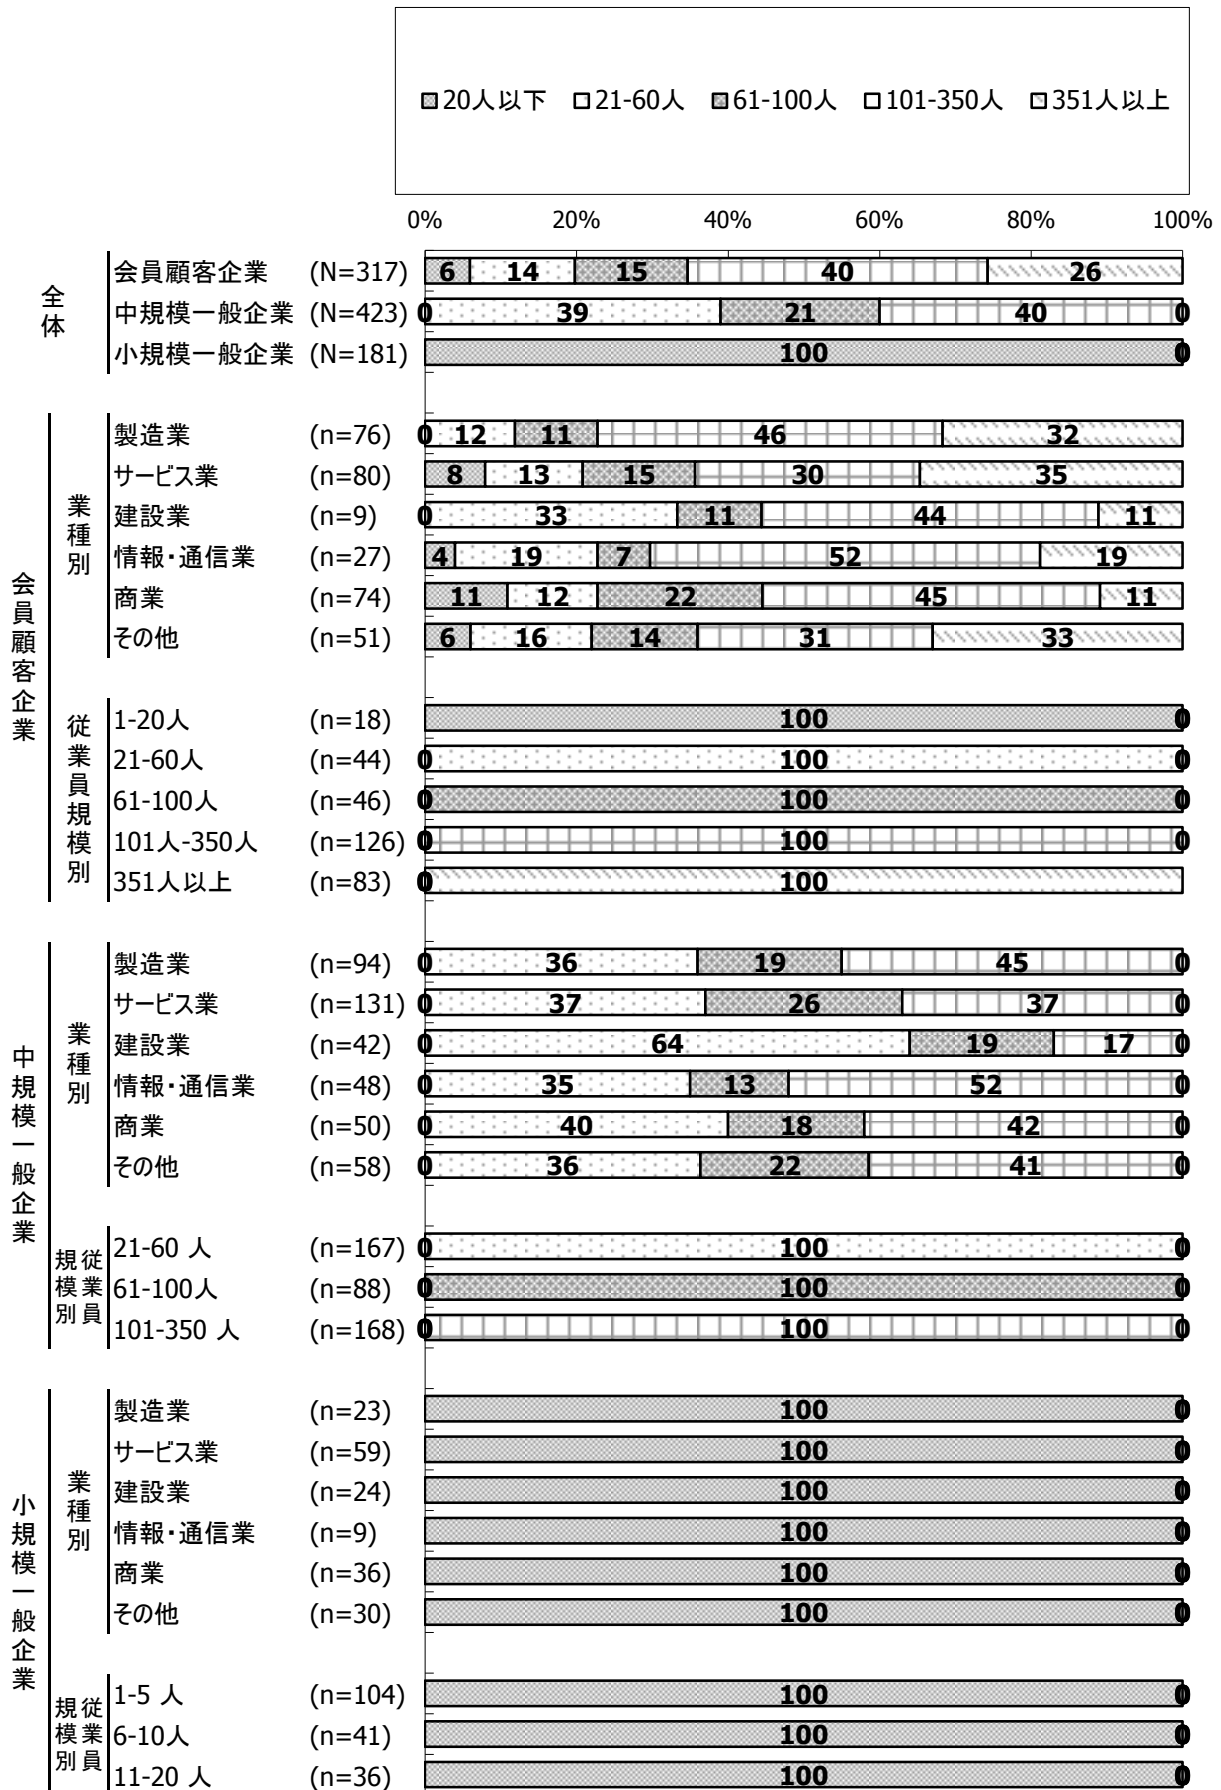 20人以下 21-60人 61-100人 101-350人 351人以上
0% 20% 40% 60% 80% 100%
全体
会員顧客企業 (N=317) 6 14 15 40 26
中規模一般企業 (N=423) 0 39 21 40 0
小規模一般企業 (N=181) 100 0
会員顧客企業
業種別
製造業 (n=76) 0 12 11 46 32
サービス業 (n=80) 8 13 15 30 35
建設業 (n=9) 0 33 11 44 11
情報・通信業 (n=27) 4 19 7 52 19
商業 (n=74) 11 12 22 45 11
その他 (n=51) 6 16 14 31 33
従業員規模別
1-20人 (n=18) 100 0
21-60人 (n=44) 0 100 0
61-100人 (n=46) 0 100 0
101人-350人 (n=126) 0 100 0
351人以上 (n=83) 0 100
中規模一般企業
業種別
製造業 (n=94) 0 36 19 45 0
サービス業 (n=131) 0 37 26 37 0
建設業 (n=42) 0 64 19 17 0
情報・通信業 (n=48) 0 35 13 52 0
商業 (n=50) 0 40 18 42 0
その他 (n=58) 0 36 22 41 0
従業員
規模別
21-60 人 (n=167) 0 100 0
61-100人 (n=88) 0 100 0
101-350 人 (n=168) 0 100 0
小規模一般企業
業種別
製造業 (n=23) 100 0
サービス業 (n=59) 100 0
建設業 (n=24) 100 0
情報・通信業 (n=9) 100 0
商業 (n=36) 100 0
その他 (n=30) 100 0
従業員
規模別
1-5 人 (n=104) 100 0
6-10人 (n=41) 100 0
11-20 人 (n=36) 100 0